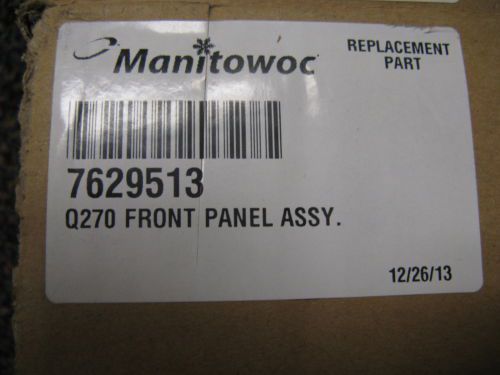 Manitowoc
REPLACEMENT
PART
7629513
Q270 FRONT PANEL ASSY.
12/26/13